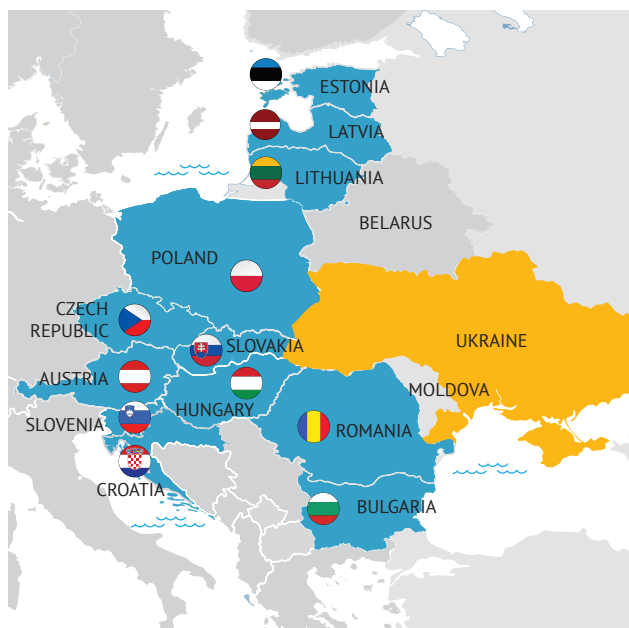 ESTONIA
LATVIA
LITHUANIA
BELARUS
POLAND
CZECH
REPUBLIC
SLOVAKIA
UKRAINE
AUSTRIA
MOLDOVA
HUNGARY
SLOVENIA
ROMANIA
CROATIA
BULGARIA